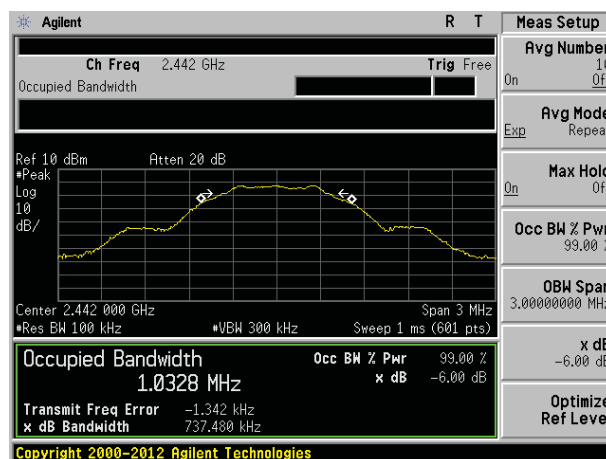 Agilent R T
Ch Freq 2.442 GHz Trig Free
Occupied Bandwidth
Ref 10 dBm Atten 20 dB
#Peak
Log
10
dB/
Center 2.442 000 GHz Span 3 MHz
#Res BW 100 kHz #VBW 300 kHz Sweep 1 ms (601 pts)
Occupied Bandwidth Occ BW % Pwr 99.00 %
1.0328 MHz x dB -6.00 dB
Transmit Freq Error -1.342 kHz
x dB Bandwidth 737.480 kHz
Copyright 2000-2012 Agilent Technologies
Meas Setup
Avg Number
On
Avg Mode
Exp
Max Hold
On
Occ BW % Pwr
99.00
OBW Span
3.00000000
x dB
-6.00 dB
Optimize
Ref